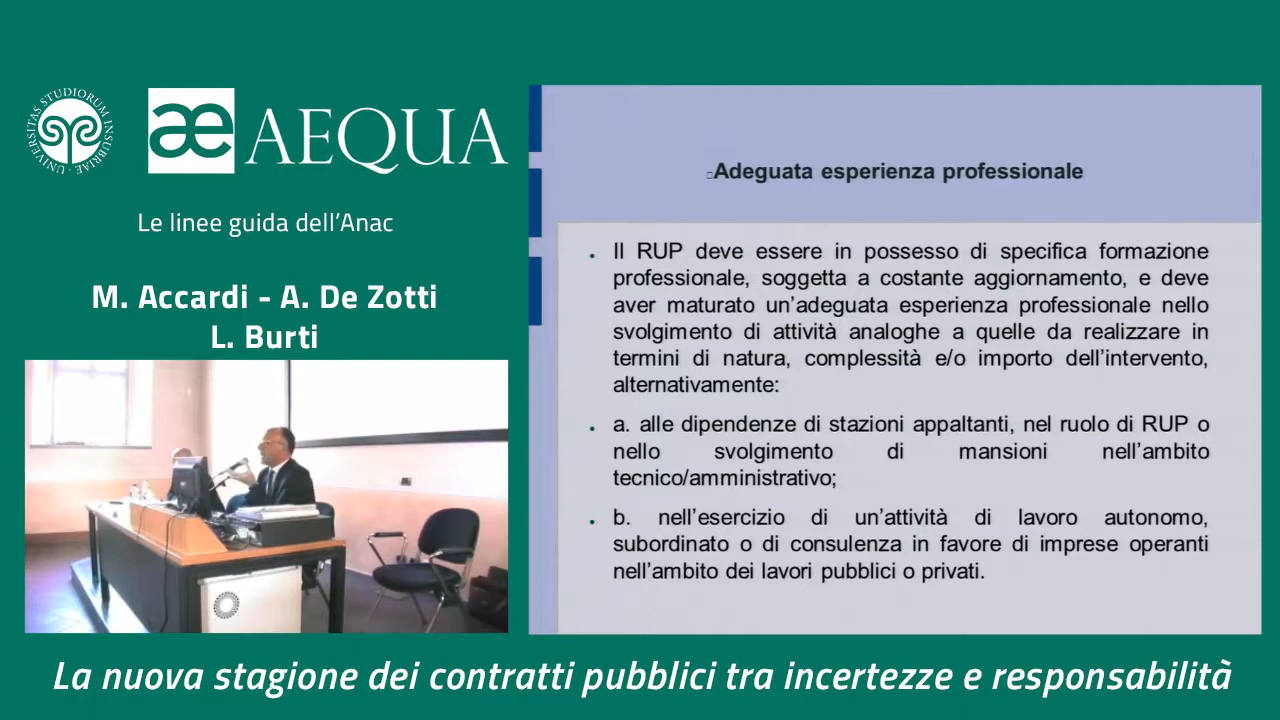 UNIVERSITAS STUDIORUM INSUBRIAE
æ AEQUA
Le linee guida dell'Anac
M. Accardi - A. De Zotti
L. Burti
Adeguata esperienza professionale
Il RUP deve essere in possesso di specifica formazione
professionale, soggetta a costante aggiornamento, e deve
aver maturato un'adeguata esperienza professionale nello
svolgimento di attività analoghe a quelle da realizzare in
termini di natura, complessità e/o importo dell'intervento,
alternativamente:
a. alle dipendenze di stazioni appaltanti, nel ruolo di RUP o
nello svolgimento di mansioni nell'ambito
tecnico/amministrativo;
b. nell'esercizio di un'attività di lavoro autonomo,
subordinato o di consulenza in favore di imprese operanti
nell'ambito dei lavori pubblici o privati.
La nuova stagione dei contratti pubblici tra incertezze e responsabilità